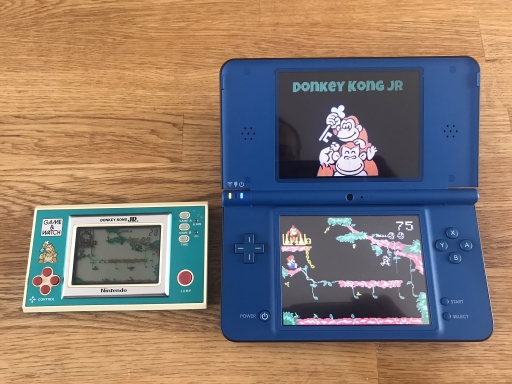 DONKEY KONG JR
GAME
&
WATCH
DONKEY KONG JR.
GAME A
GAME B
TIME
Nintendo
CONTROL
JUMP
75
X
Y
A
B
START
SELECT
POWER